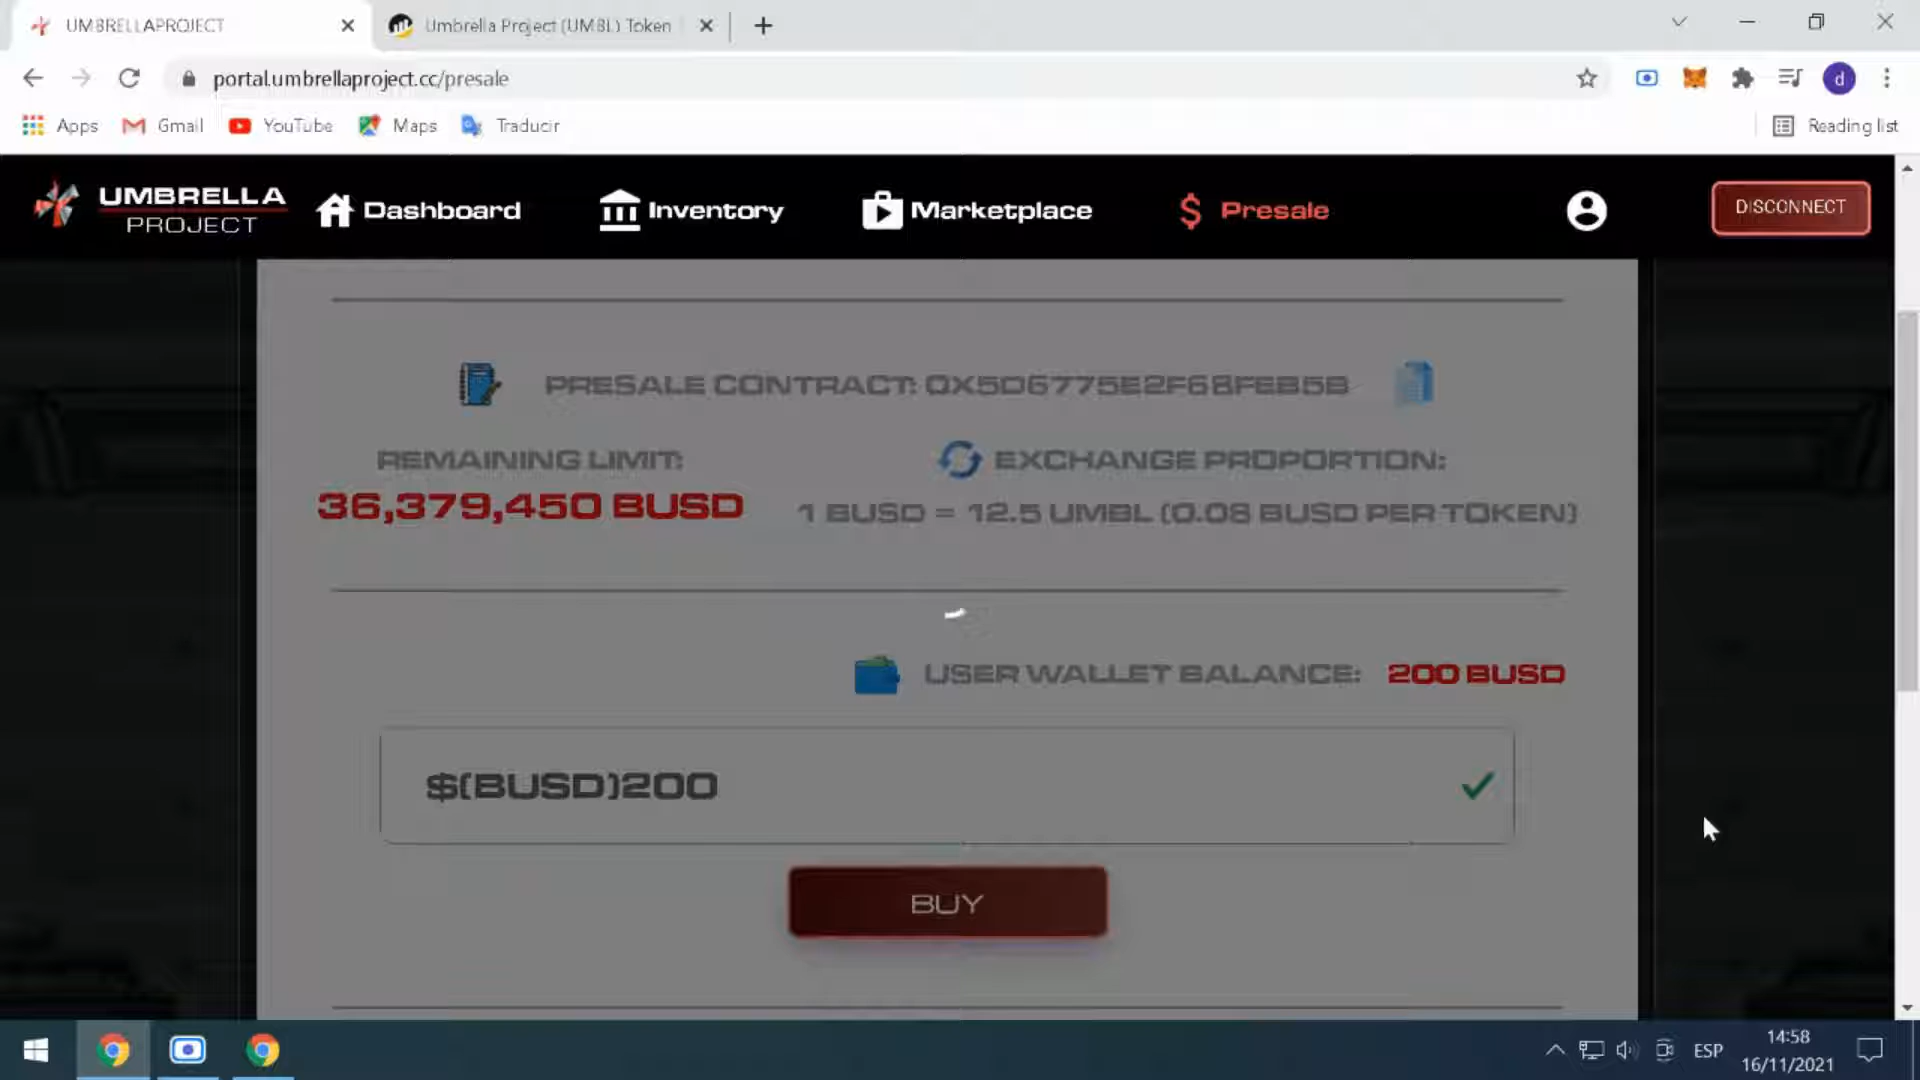 UMBRELLAPROJECT
Umbrella Project (UMBL) Token
portal.umbrellaproject.cc/presale
Apps
Gmail
YouTube
Maps
Traducir
Reading list
UMBRELLA
PROJECT
Dashboard
Inventory
Marketplace
$ Presale
DISCONNECT
PRESALE CONTRACT: 0X5D6775E2F68FEB5B
REMAINING LIMIT:
36,379,450 BUSD
EXCHANGE PROPORTION:
1 BUSD = 12.5 UMBL (0.08 BUSD PER TOKEN)
USER WALLET BALANCE: 200 BUSD
$(BUSD)200
BUY
d
ESP
14:58
16/11/2021